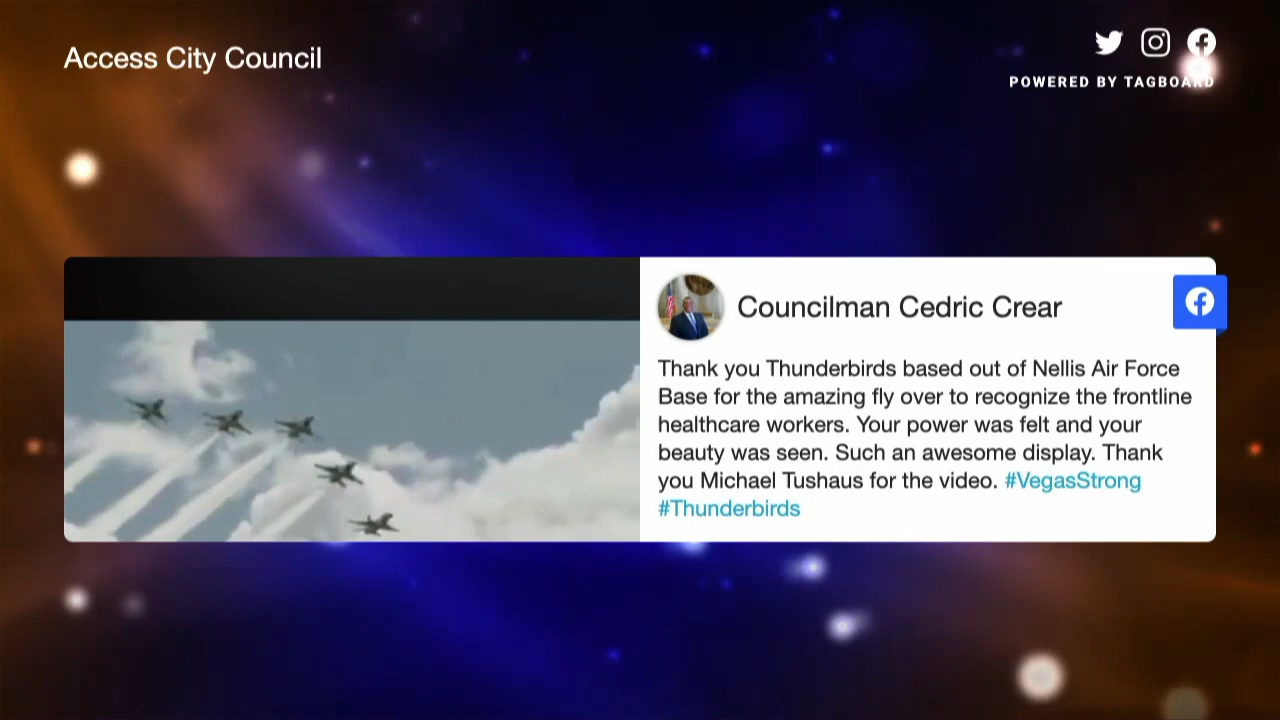 Access City Council
POWERED BY TAGBOARD
Councilman Cedric Crear
Thank you Thunderbirds based out of Nellis Air Force
Base for the amazing fly over to recognize the frontline
healthcare workers. Your power was felt and your
beauty was seen. Such an awesome display. Thank
you Michael Tushaus for the video. #VegasStrong
#Thunderbirds